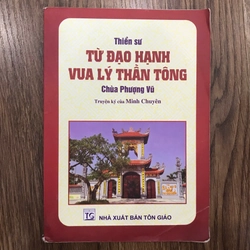 Thiền sư
TỪ ĐẠO HẠNH
VUA LÝ THẦN TÔNG
Chùa Phượng Vũ
Truyện ký của Minh Chuyên
NHÀ XUẤT BẢN TÔN GIÁO